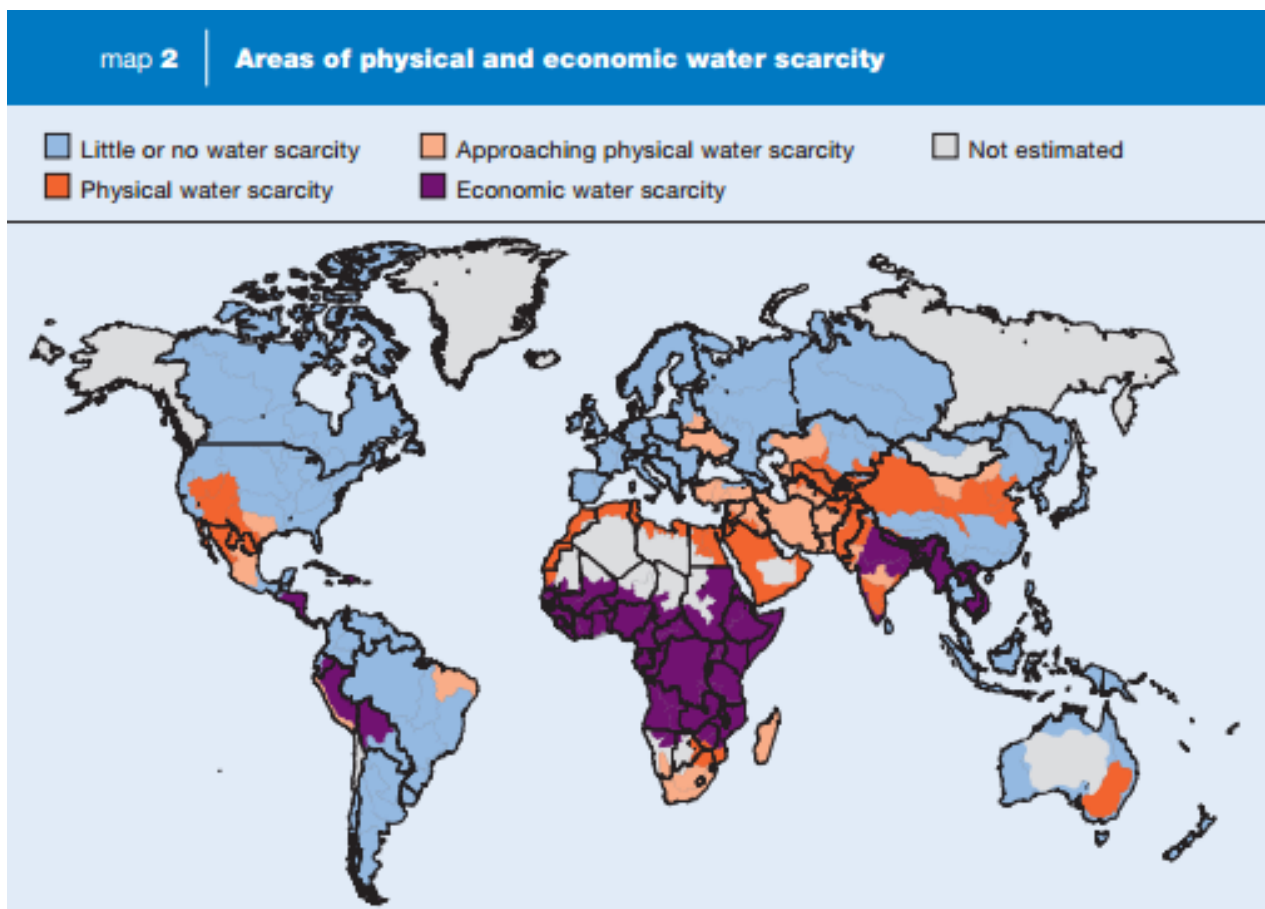 map 2 Areas of physical and economic water scarcity
Little or no water scarcity Approaching physical water scarcity Not estimated
Physical water scarcity Economic water scarcity